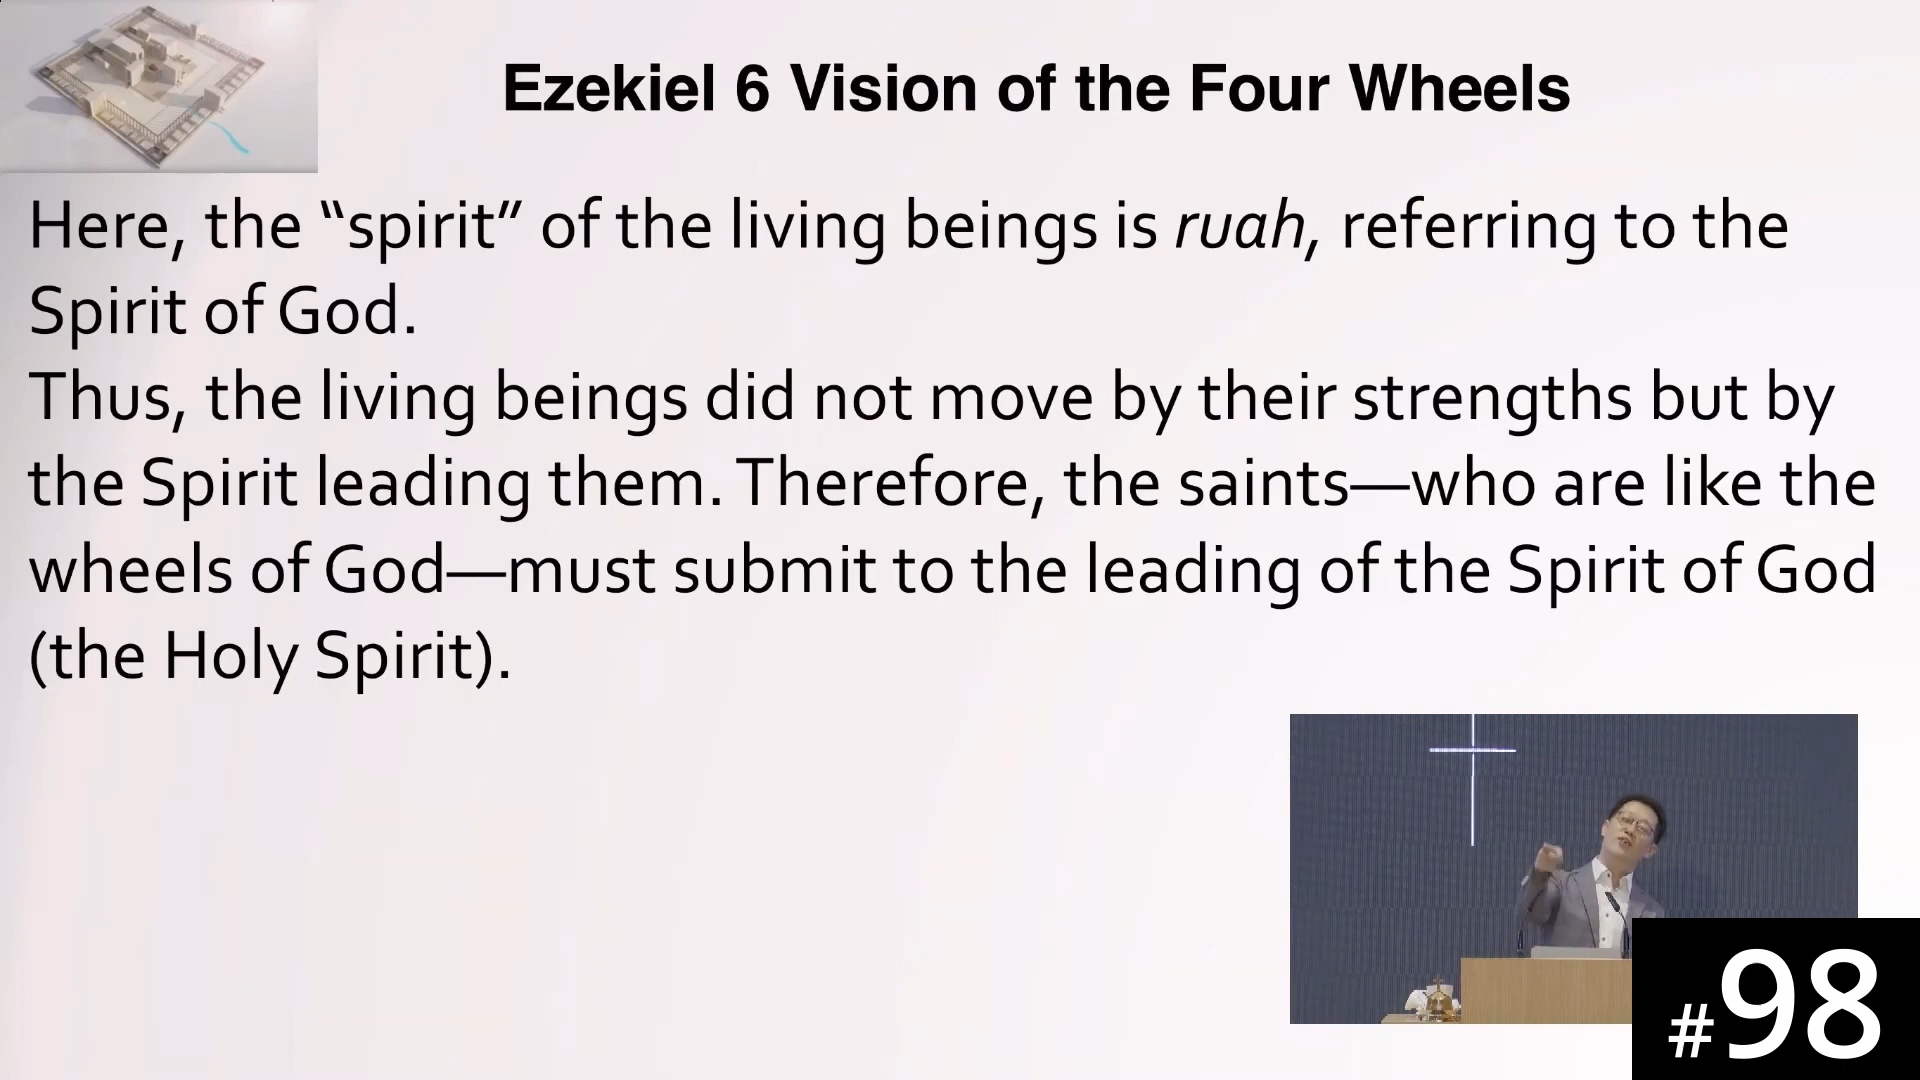 Ezekiel 6 Vision of the Four Wheels
Here, the “spirit” of the living beings is ruah, referring to the
Spirit of God.
Thus, the living beings did not move by their strengths but by
the Spirit leading them. Therefore, the saints—who are like the
wheels of God—must submit to the leading of the Spirit of God
(the Holy Spirit).
#98